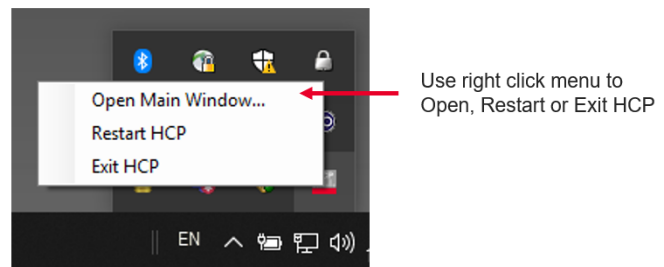 Open Main Window...
Restart HCP
Exit HCP
Use right click menu to
Open, Restart or Exit HCP
EN